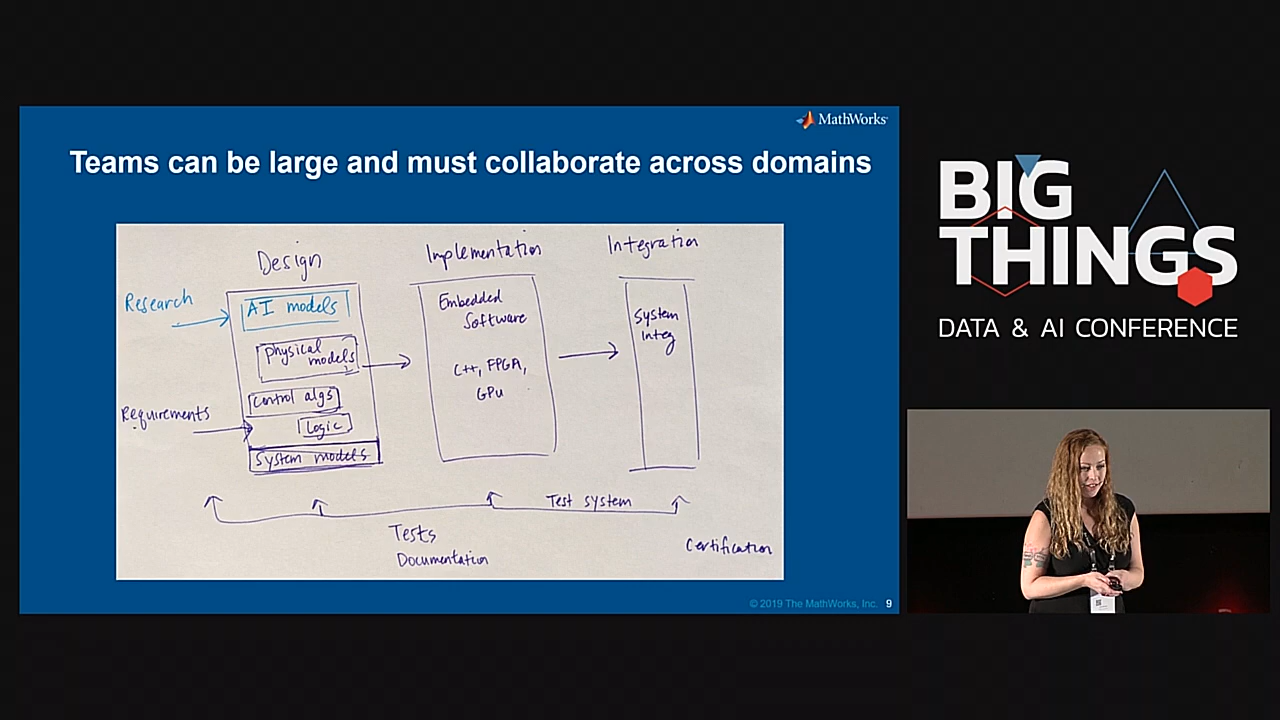 MathWorks
Teams can be large and must collaborate across domains
Design
Implementation
Integration
Research
AI models
Physical models
control algs
Requirements
Logic
System models
Embedded
Software
C++, FPGA,
GPU
System
Integ
Test system
Tests
Documentation
Certification
© 2019 The MathWorks, Inc. 9
BIG
THINGS
DATA & AI CONFERENCE